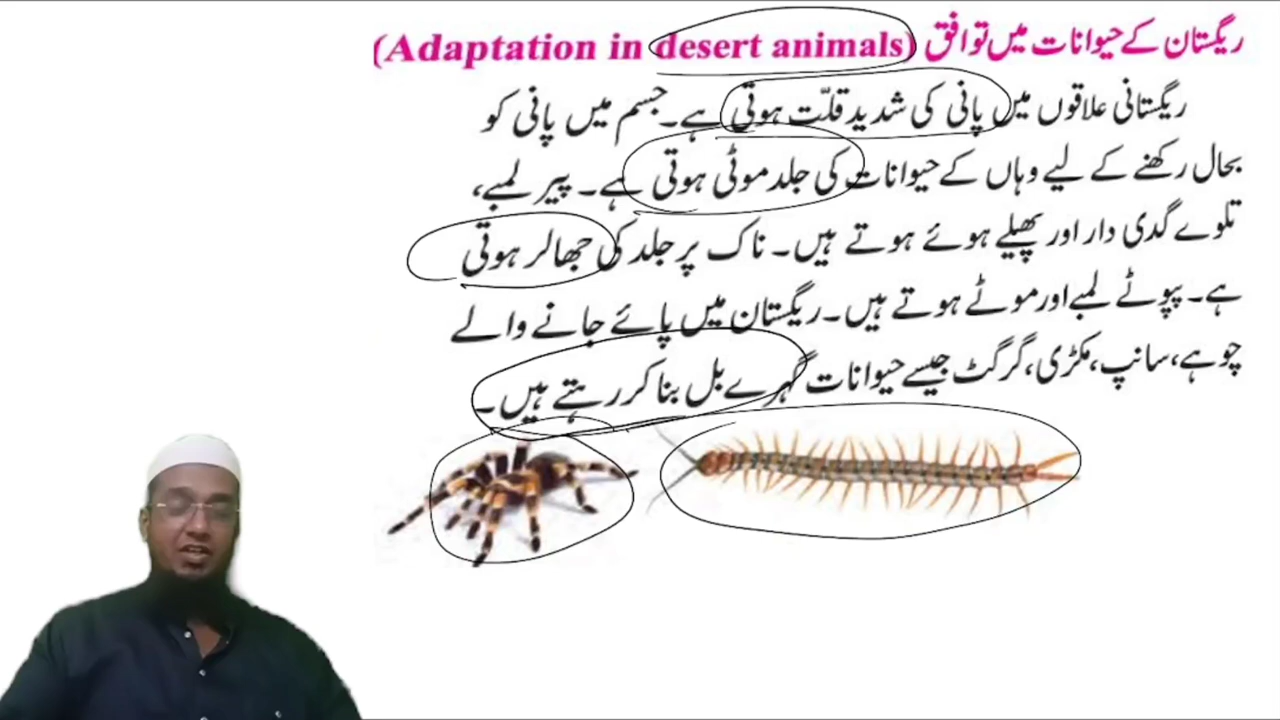 ریگستان کے حیوانات میں توافق (Adaptation in desert animals)
ریگستانی علاقوں میں پانی کی شدید قلّت ہوتی ہے۔ جسم میں پانی کو
بحال رکھنے کے لیے وہاں کے حیوانات کی جلد موٹی ہوتی ہے۔ پیر لمبے،
تلوے گدی دار اور پھیلے ہوئے ہوتے ہیں۔ ناک پر جلد کی جھالر ہوتی
ہے۔ پپوٹے لمبے اور موٹے ہوتے ہیں۔ ریگستان میں پائے جانے والے
چوہے، سانپ، مکڑی، گرگٹ جیسے حیوانات گہرے بل بنا کر رہتے ہیں۔